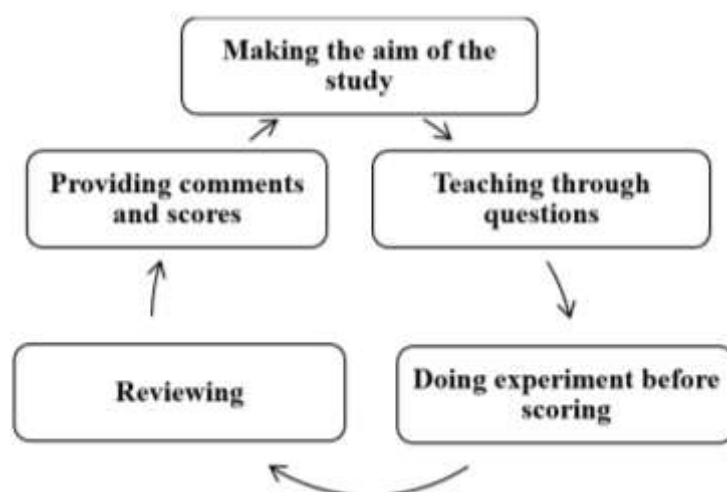 Making the aim of the
study
Providing comments
and scores
Teaching through
questions
Reviewing
Doing experiment before
scoring